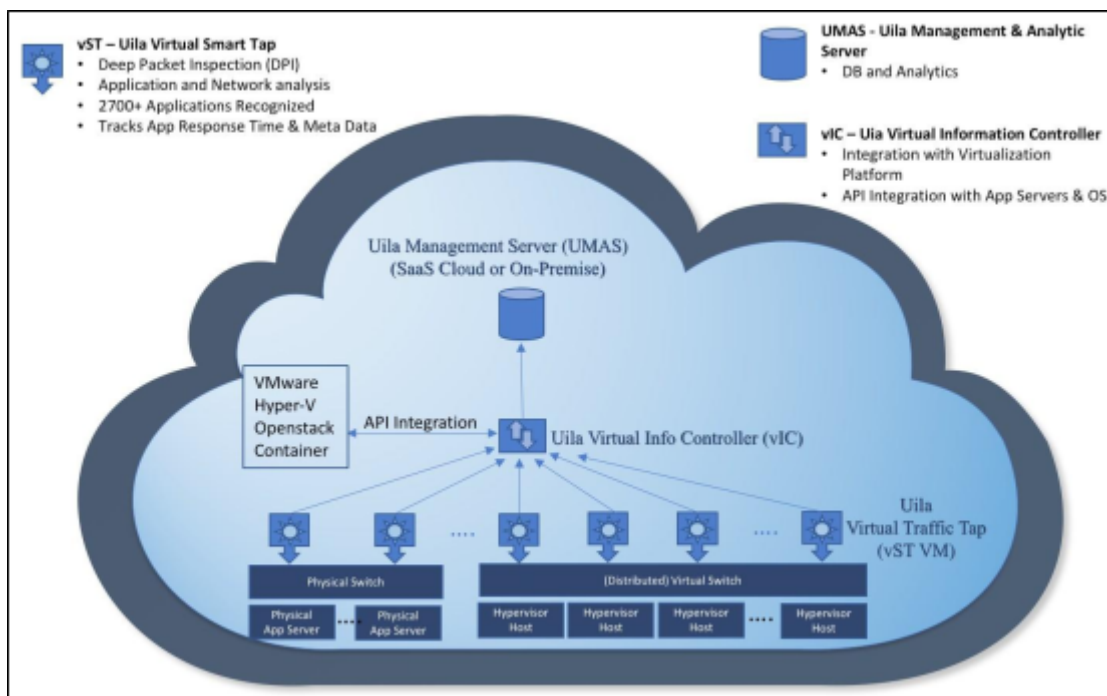 vST – Uila Virtual Smart Tap
• Deep Packet Inspection (DPI)
• Application and Network analysis
• 2700+ Applications Recognized
• Tracks App Response Time & Meta Data
UMAS - Uila Management & Analytic
Server
• DB and Analytics
vIC – Uia Virtual Information Controller
• Integration with Virtualization
Platform
• API Integration with App Servers & OS
Uila Management Server (UMAS)
(SaaS Cloud or On-Premise)
VMware
Hyper-V
Openstack
Container
API Integration
Uila Virtual Info Controller (vIC)
Uila
Virtual Traffic Tap
(vST VM)
....
....
Physical Switch
(Distributed) Virtual Switch
Physical
App Server
....
Physical
App Server
Hypervisor
Host
Hypervisor
Host
Hypervisor
Host
....
Hypervisor
Host